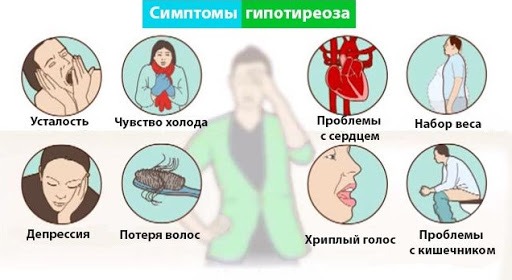 Симптомы гипотиреоза
Усталость
Чувство холода
Проблемы
с сердцем
Набор веса
Депрессия
Потеря волос
Хриплый голос
Проблемы
с кишечником